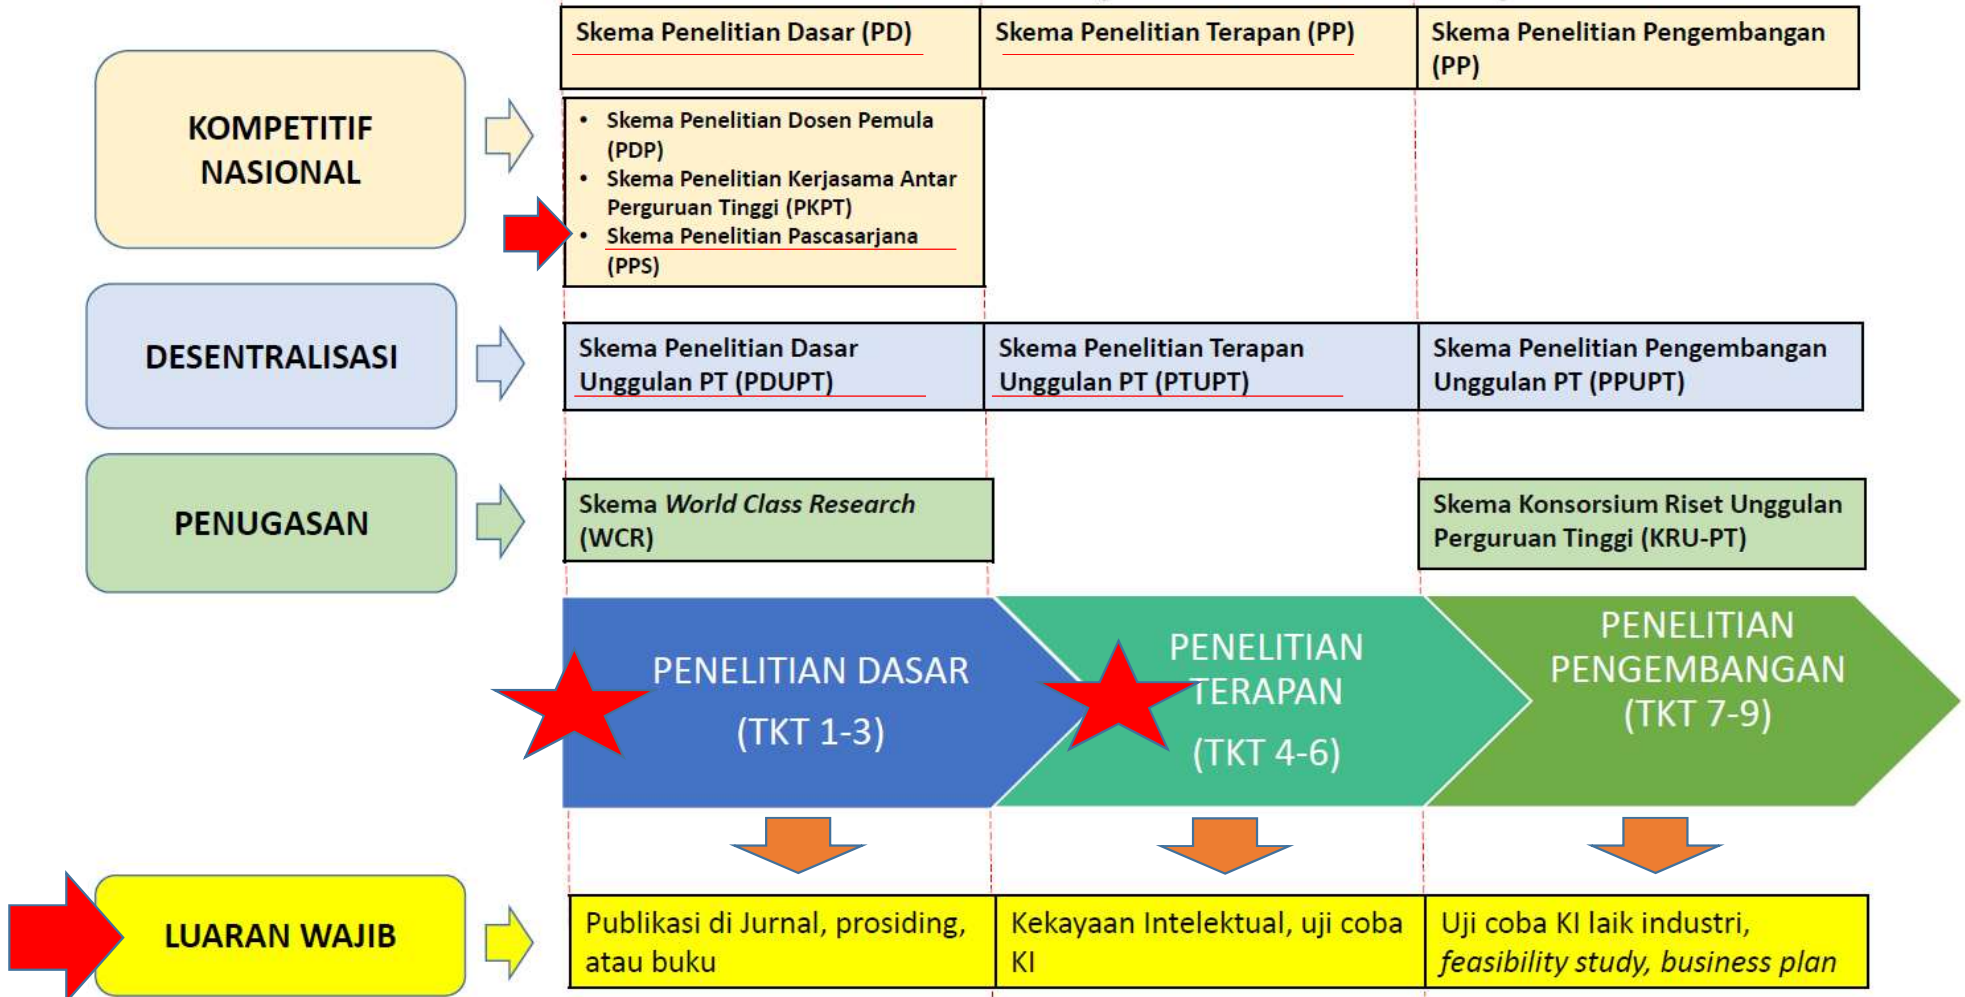 Skema Penelitian Dasar (PD)
Skema Penelitian Terapan (PP)
Skema Penelitian Pengembangan
(PP)
KOMPETITIF
NASIONAL
• Skema Penelitian Dosen Pemula
(PDP)
• Skema Penelitian Kerjasama Antar
Perguruan Tinggi (PKPT)
• Skema Penelitian Pascasarjana
(PPS)
DESENTRALISASI
Skema Penelitian Dasar
Unggulan PT (PDUPT)
Skema Penelitian Terapan
Unggulan PT (PTUPT)
Skema Penelitian Pengembangan
Unggulan PT (PPUPT)
PENUGASAN
Skema World Class Research
(WCR)
Skema Konsorsium Riset Unggulan
Perguruan Tinggi (KRU-PT)
PENELITIAN DASAR
(TKT 1-3)
PENELITIAN
TERAPAN
(TKT 4-6)
PENELITIAN
PENGEMBANGAN
(TKT 7-9)
LUARAN WAJIB
Publikasi di Jurnal, prosiding,
atau buku
Kekayaan Intelektual, uji coba
KI
Uji coba KI laik industri,
feasibility study, business plan